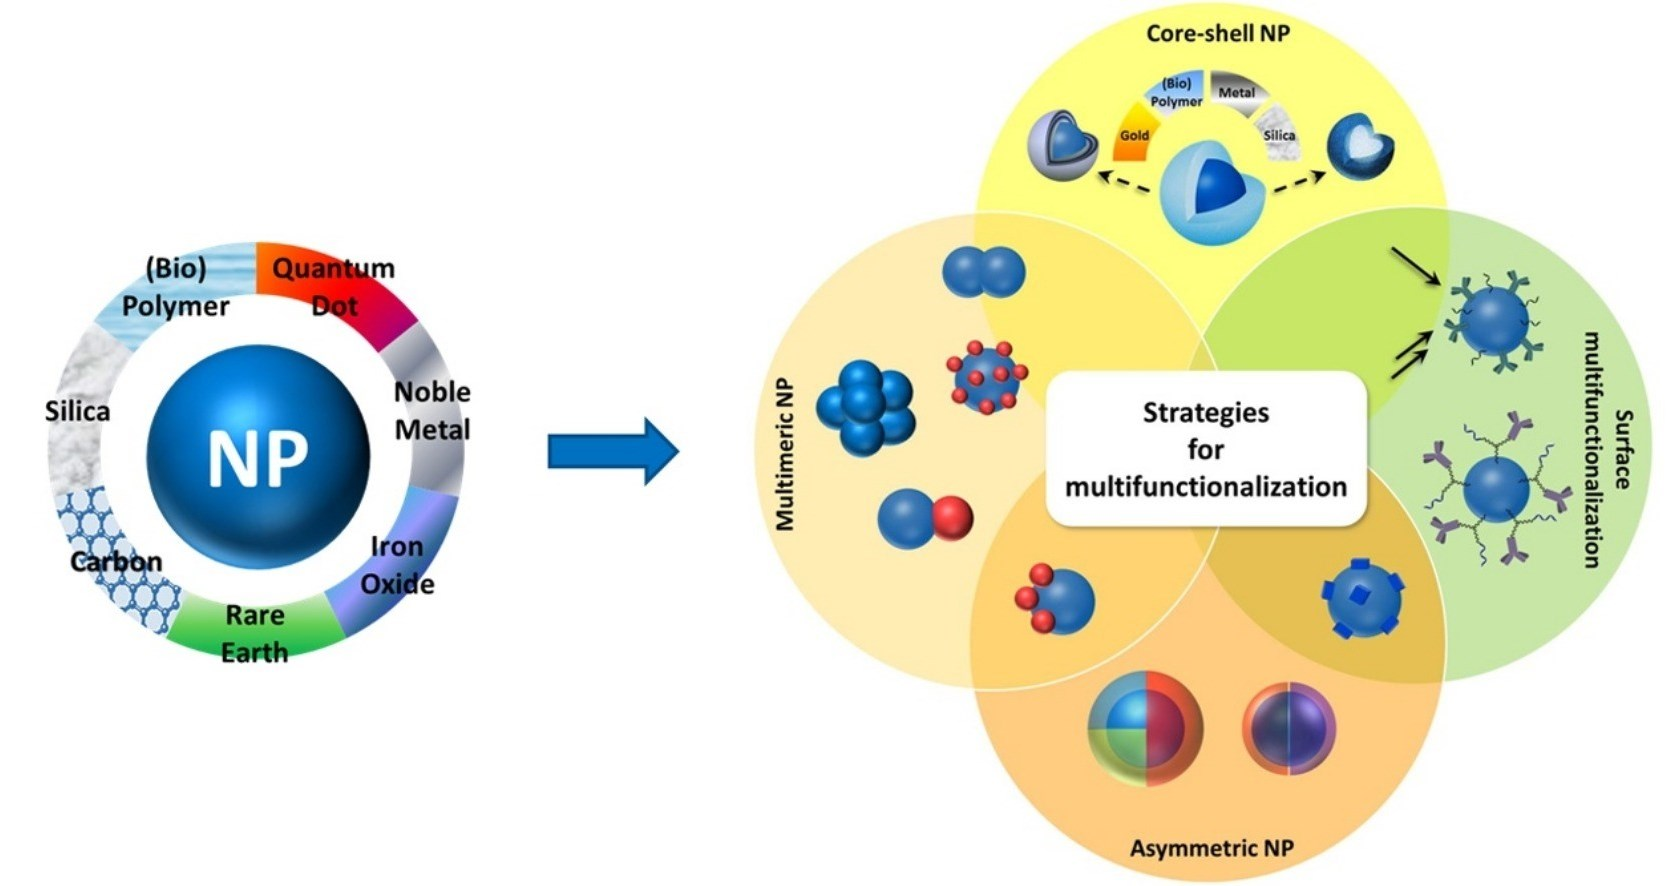 (Bio)
Polymer
Quantum
Dot
Noble
Metal
Iron
Oxide
Rare
Earth
Carbon
Silica
NP
Core-shell NP
Gold
(Bio)
Polymer
Metal
Silica
Multimeric NP
Strategies
for
multifunctionalization
Surface
multifunctionalization
Asymmetric NP